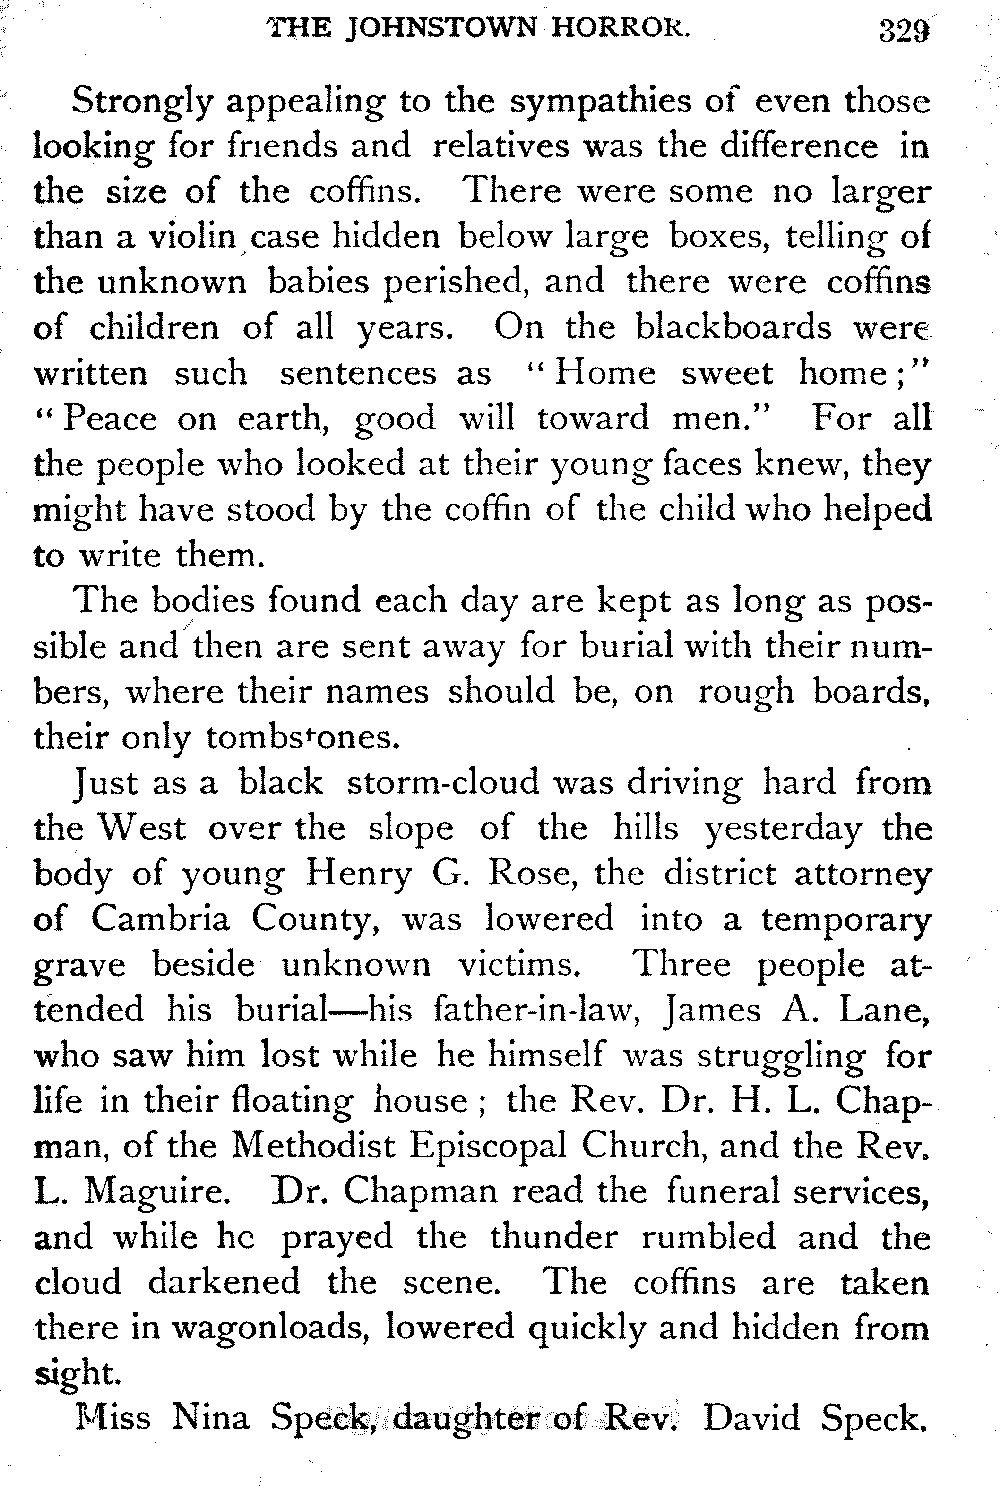 THE JOHNSTOWN HORROR. 329
Strongly appealing to the sympathies of even those
looking for friends and relatives was the difference in
the size of the coffins. There were some no larger
than a violin case hidden below large boxes, telling of
the unknown babies perished, and there were coffins
of children of all years. On the blackboards were
written such sentences as “ Home sweet home ;”
“ Peace on earth, good will toward men.” For all
the people who looked at their young faces knew, they
might have stood by the coffin of the child who helped
to write them.
The bodies found each day are kept as long as pos-
sible and then are sent away for burial with their num-
bers, where their names should be, on rough boards,
their only tombstones.
Just as a black storm-cloud was driving hard from
the West over the slope of the hills yesterday the
body of young Henry G. Rose, the district attorney
of Cambria County, was lowered into a temporary
grave beside unknown victims. Three people at-
tended his burial—his father-in-law, James A. Lane,
who saw him lost while he himself was struggling for
life in their floating house ; the Rev. Dr. H. L. Chap-
man, of the Methodist Episcopal Church, and the Rev.
L. Maguire. Dr. Chapman read the funeral services,
and while he prayed the thunder rumbled and the
cloud darkened the scene. The coffins are taken
there in wagonloads, lowered quickly and hidden from
sight.
Miss Nina Speck, daughter of Rev. David Speck.